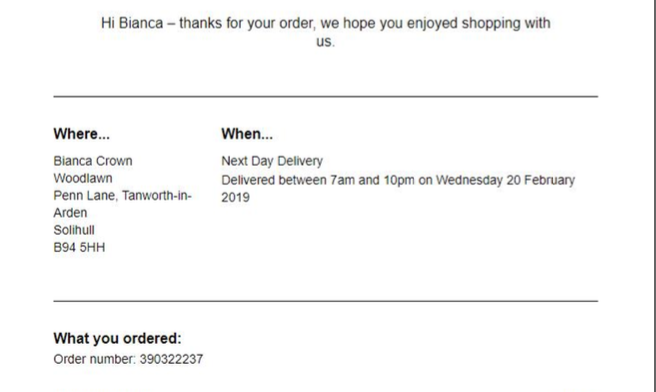 Hi Bianca – thanks for your order, we hope you enjoyed shopping with
us.
Where...
Bianca Crown
Woodlawn
Penn Lane, Tanworth-in-
Arden
Solihull
B94 5HH
When...
Next Day Delivery
Delivered between 7am and 10pm on Wednesday 20 February
2019
What you ordered:
Order number: 390322237